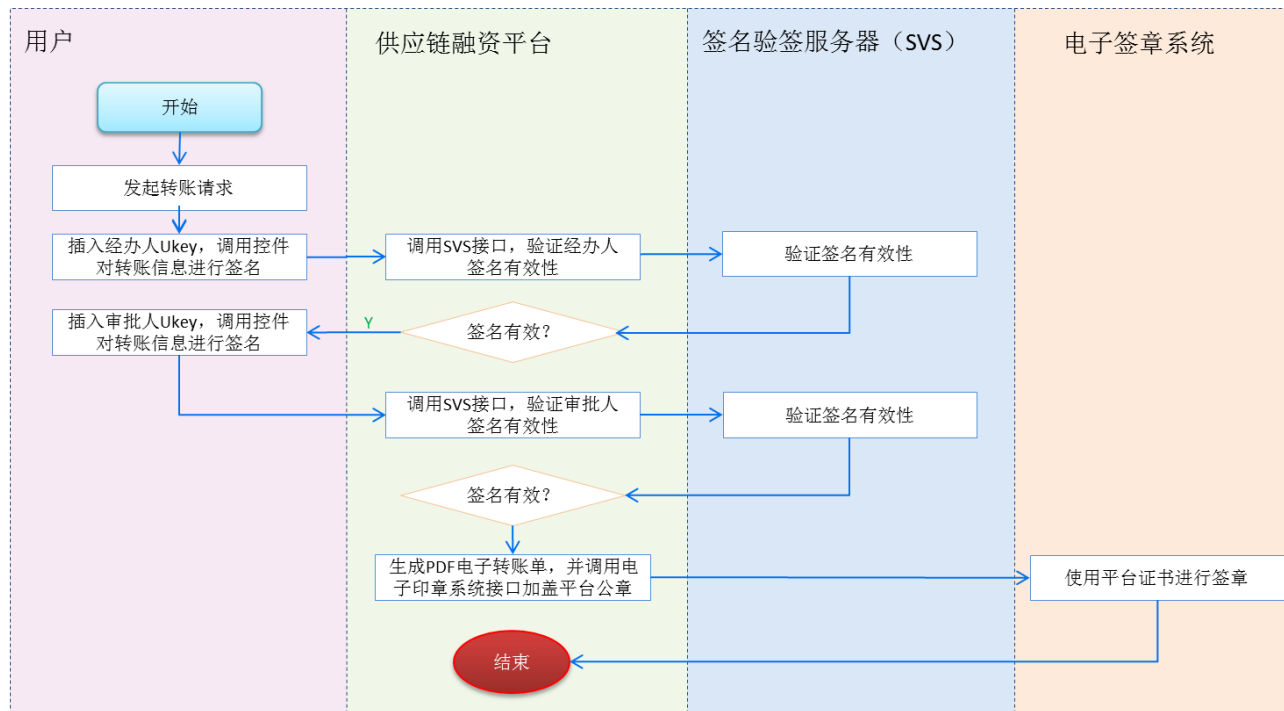 用户
供应链融资平台
签名验签服务器（SVS）
电子签章系统
开始
发起转账请求
插入经办人Ukey，调用控件
对转账信息进行签名
调用SVS接口，验证经办人
签名有效性
验证签名有效性
插入审批人Ukey，调用控件
对转账信息进行签名
Y
签名有效？
调用SVS接口，验证审批人
签名有效性
验证签名有效性
签名有效？
生成PDF电子转账单，并调用电
子印章系统接口加盖平台公章
使用平台证书进行签章
结束